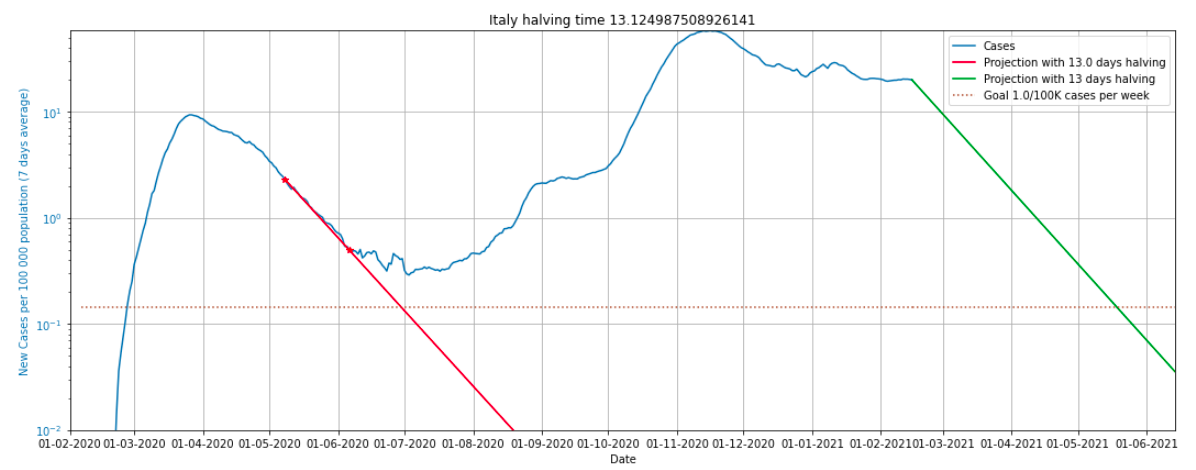 Italy halving time 13.124987508926141
Cases
Projection with 13.0 days halving
Projection with 13 days halving
Goal 1.0/100K cases per week
New Cases per 100 000 population (7 days average)
10¹
10⁰
10⁻¹
10⁻²
01-02-2020 01-03-2020 01-04-2020 01-05-2020 01-06-2020 01-07-2020 01-08-2020 01-09-2020 01-10-2020 01-11-2020 01-12-2020 01-01-2021 01-02-2021 01-03-2021 01-04-2021 01-05-2021 01-06-2021
Date